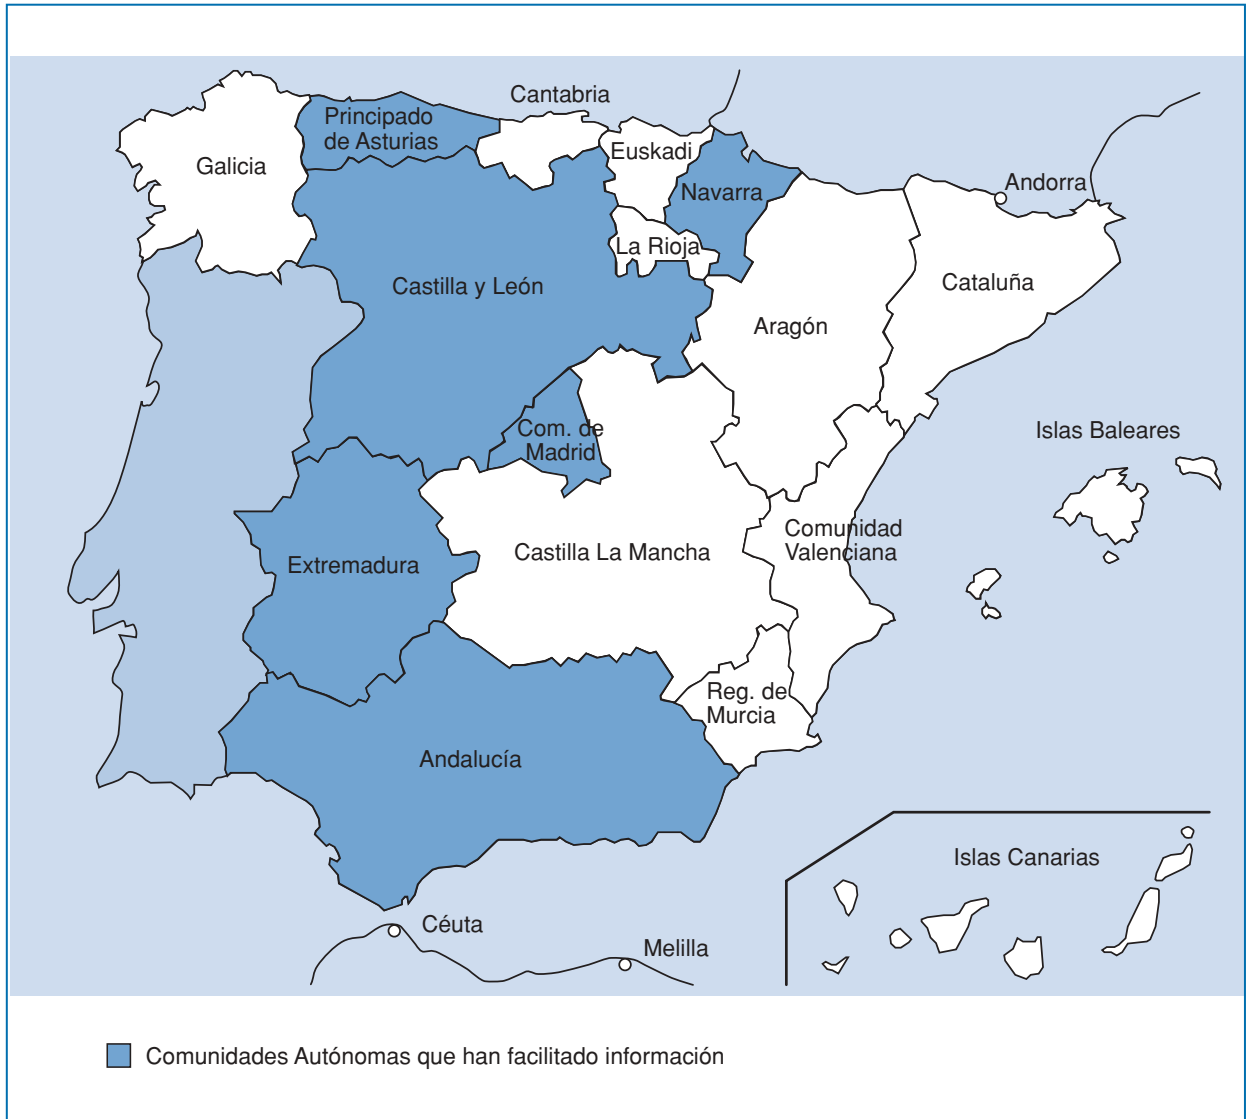 Cantabria
Principado
de Asturias
Galicia
Euskadi
Navarra
Andorra
La Rioja
Castilla y León
Cataluña
Aragón
Com. de
Madrid
Islas Baleares
Comunidad
Valenciana
Castilla La Mancha
Extremadura
Reg. de
Murcia
Andalucía
Islas Canarias
Céuta
Melilla
Comunidades Autónomas que han facilitado información